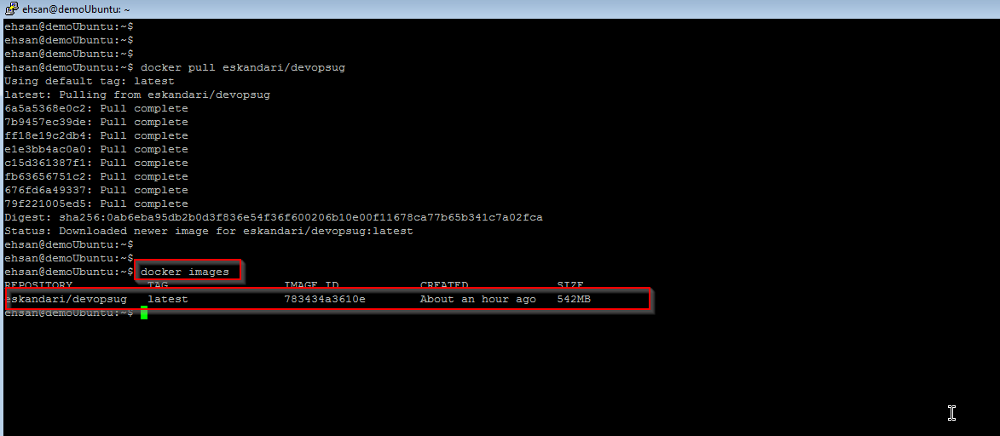 ehsan@demoUbuntu: ~
ehsan@demoUbuntu:~$
ehsan@demoUbuntu:~$
ehsan@demoUbuntu:~$
ehsan@demoUbuntu:~$ docker pull eskandari/devopsug
Using default tag: latest
latest: Pulling from eskandari/devopsug
6a5a5368e0c2: Pull complete
7b9457ec39de: Pull complete
ff18e19c2db4: Pull complete
e1e3bb4ac0a0: Pull complete
c15d361387f1: Pull complete
fb63656751c2: Pull complete
676fd6a49337: Pull complete
79f221005ed5: Pull complete
Digest: sha256:0ab6eba95db2b0d3f836e54f36f600206b10e00f11678ca77b65b341c7a02fca
Status: Downloaded newer image for eskandari/devopsug:latest
ehsan@demoUbuntu:~$
ehsan@demoUbuntu:~$
ehsan@demoUbuntu:~$ docker images
REPOSITORY TAG IMAGE ID CREATED SIZE
eskandari/devopsug latest 783434a3610e About an hour ago 542MB
ehsan@demoUbuntu:~$